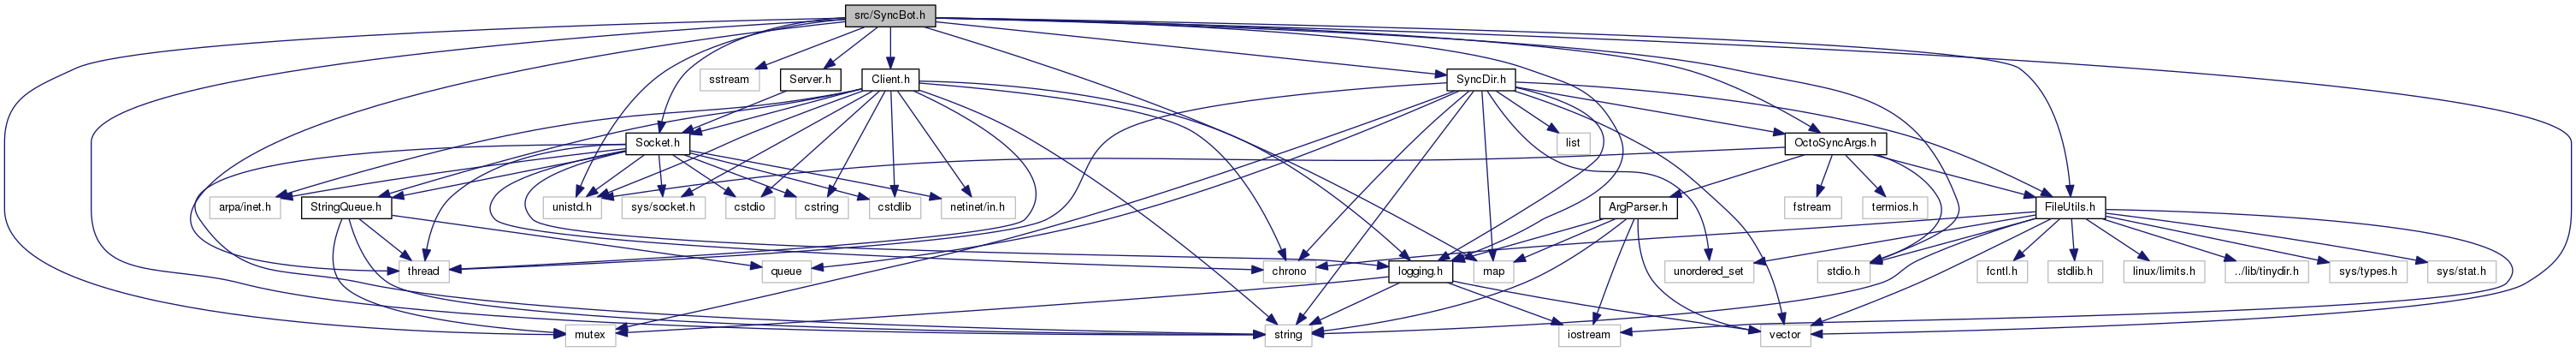 src/SyncBot.h
sstream
Server.h
Client.h
SyncDir.h
Socket.h
list
OctoSyncArgs.h
arpa/inet.h
StringQueue.h
unistd.h
sys/socket.h
cstdio
cstring
cstdlib
netinet/in.h
ArgParser.h
fstream
termios.h
FileUtils.h
thread
queue
chrono
logging.h
map
unordered_set
stdio.h
fcntl.h
stdlib.h
linux/limits.h
../lib/tinydir.h
sys/types.h
sys/stat.h
mutex
string
iostream
vector